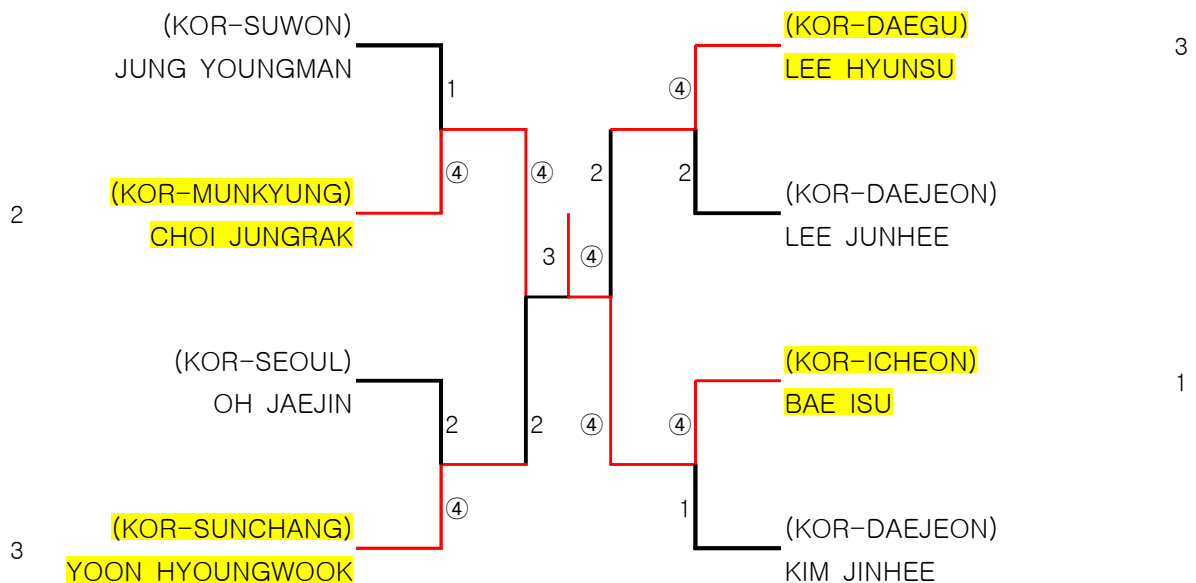 (KOR-SUWON)
JUNG YOUNGMAN
1
(KOR-MUNKYUNG)
CHOI JUNGRAK
2
④
④
(KOR-SEOUL)
OH JAEJIN
2
2
(KOR-SUNCHANG)
YOON HYOUNGWOOK
3
④
3
④
(KOR-DAEGU)
LEE HYUNSU
3
④
2
2
(KOR-DAEJEON)
LEE JUNHEE
(KOR-ICHEON)
BAE ISU
1
④
④
1
(KOR-DAEJEON)
KIM JINHEE